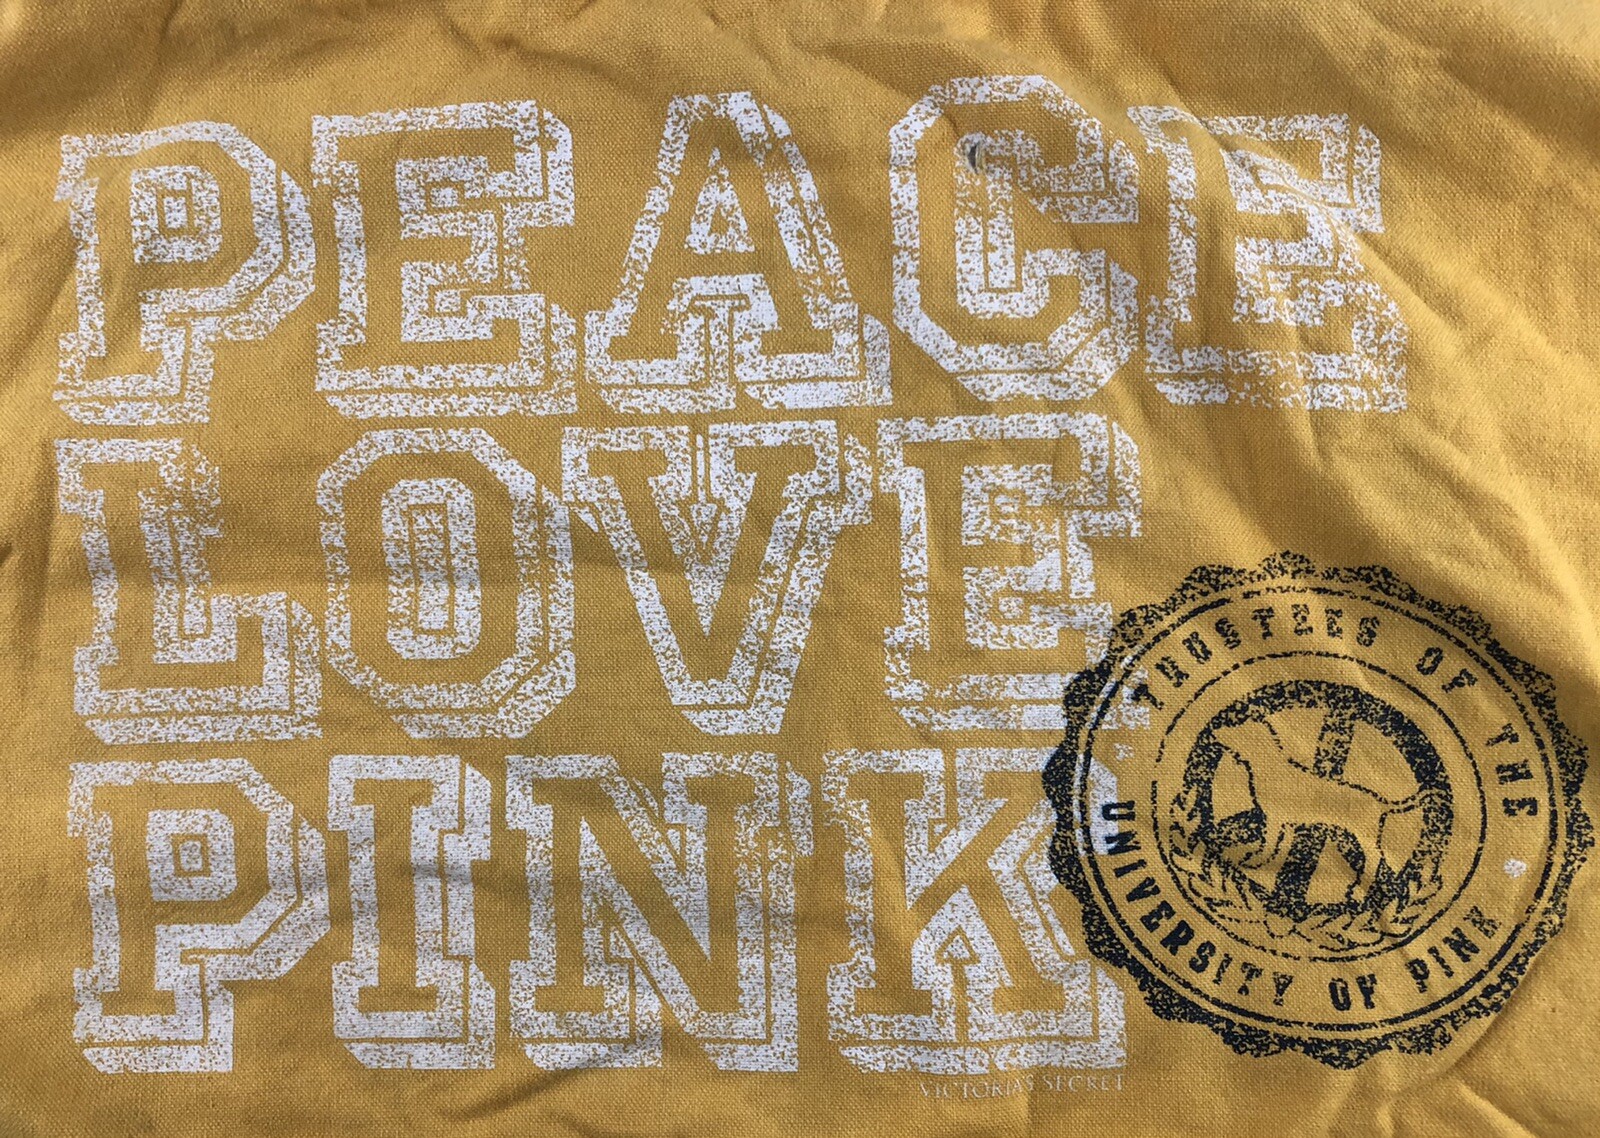 PEACE
LOVE
PINK
TRUSTEES OF THE
UNIVERSITY OF PINK
VICTORIA'S SECRET